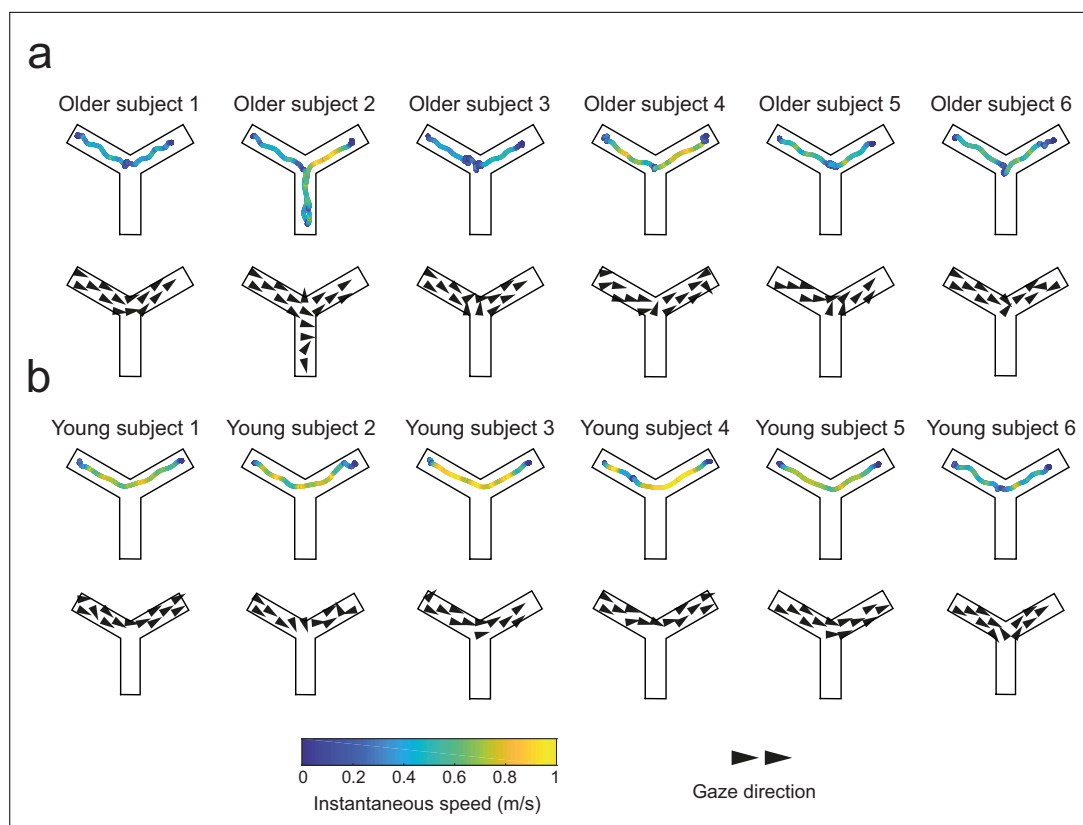 a
Older subject 1 Older subject 2 Older subject 3 Older subject 4 Older subject 5 Older subject 6
b
Young subject 1 Young subject 2 Young subject 3 Young subject 4 Young subject 5 Young subject 6
0 0.2 0.4 0.6 0.8 1
Instantaneous speed (m/s)
Gaze direction